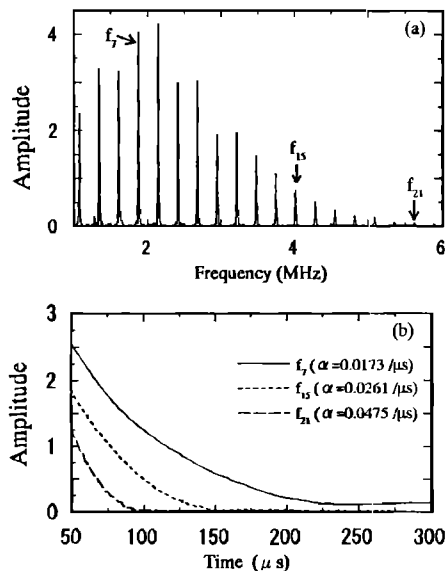 (a)
f₇
f₁₅
f₂₁
4
2
0
Amplitude
2
4
6
Frequency (MHz)
(b)
3
2
1
0
Amplitude
f₇ ( α=0.0173 /μs)
f₁₅ ( α=0.0261 /μs)
f₂₁ ( α=0.0475 /μs)
50
100
150
200
250
300
Time ( μ s)